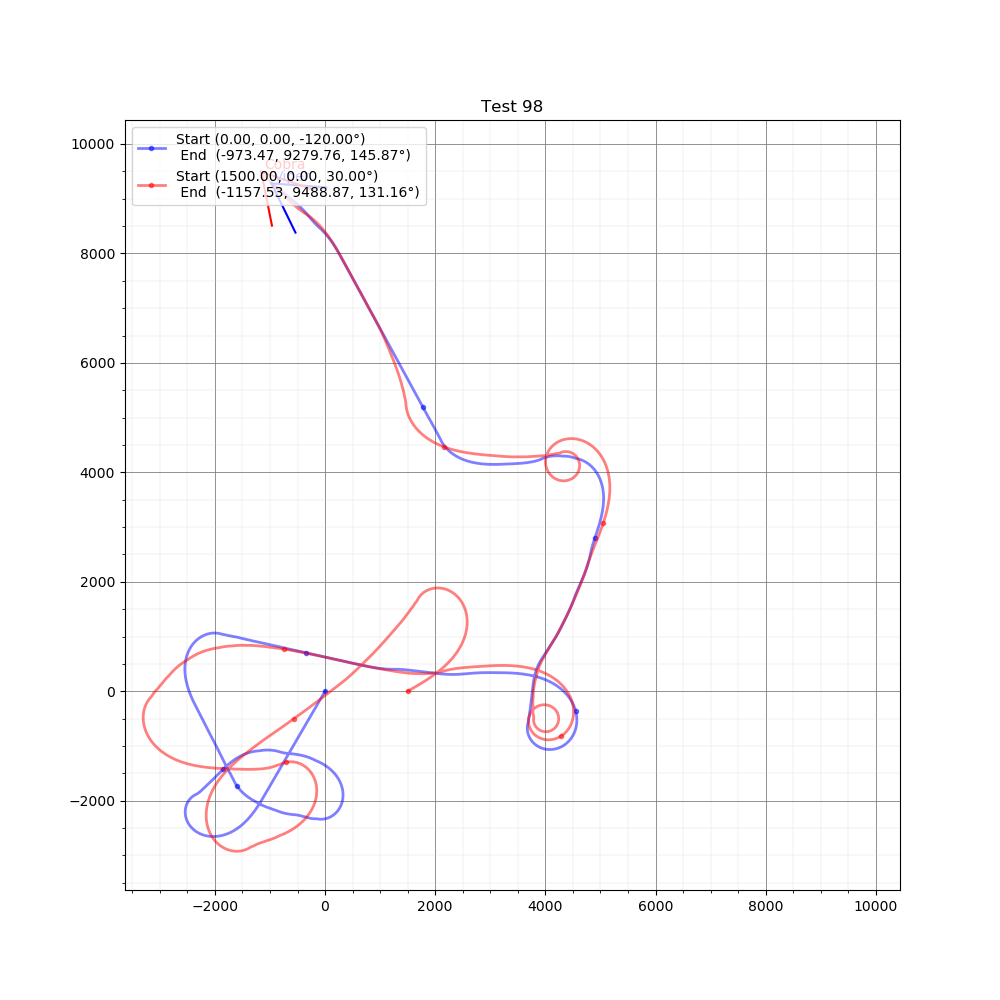 Test 98
Start (0.00, 0.00, -120.00°)
End (-973.47, 9279.76, 145.87°)
Cobra
Start (1500.00, 0.00, 30.00°)
End (-1157.53, 9488.87, 131.16°)
10000
8000
6000
4000
2000
0
−2000
−2000
0
2000
4000
6000
8000
10000